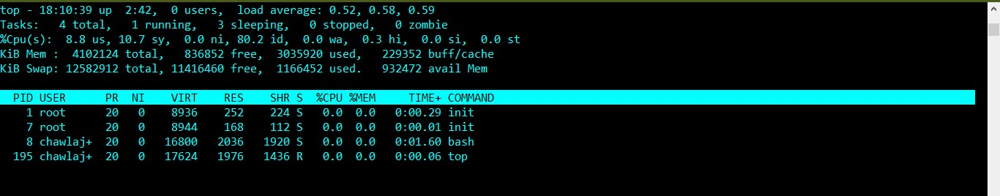 top - 18:10:39 up  2:42,  0 users,  load average: 0.52, 0.58, 0.59
Tasks:   4 total,   1 running,   3 sleeping,   0 stopped,   0 zombie
%Cpu(s):  8.8 us, 10.7 sy,  0.0 ni, 80.2 id,  0.0 wa,  0.3 hi,  0.0 si,  0.0 st
KiB Mem :  4102124 total,   836852 free,  3035920 used,   229352 buff/cache
KiB Swap: 12582912 total, 11416460 free,  1166452 used.   932472 avail Mem
PID USER      PR  NI    VIRT    RES    SHR S  %CPU %MEM     TIME+ COMMAND
1 root      20   0    8936    252    224 S   0.0  0.0   0:00.29 init
7 root      20   0    8944    168    112 S   0.0  0.0   0:00.01 init
8 chawlaj+  20   0   16800   2036   1920 S   0.0  0.0   0:01.60 bash
195 chawlaj+  20   0   17624   1976   1436 R   0.0  0.0   0:00.06 top